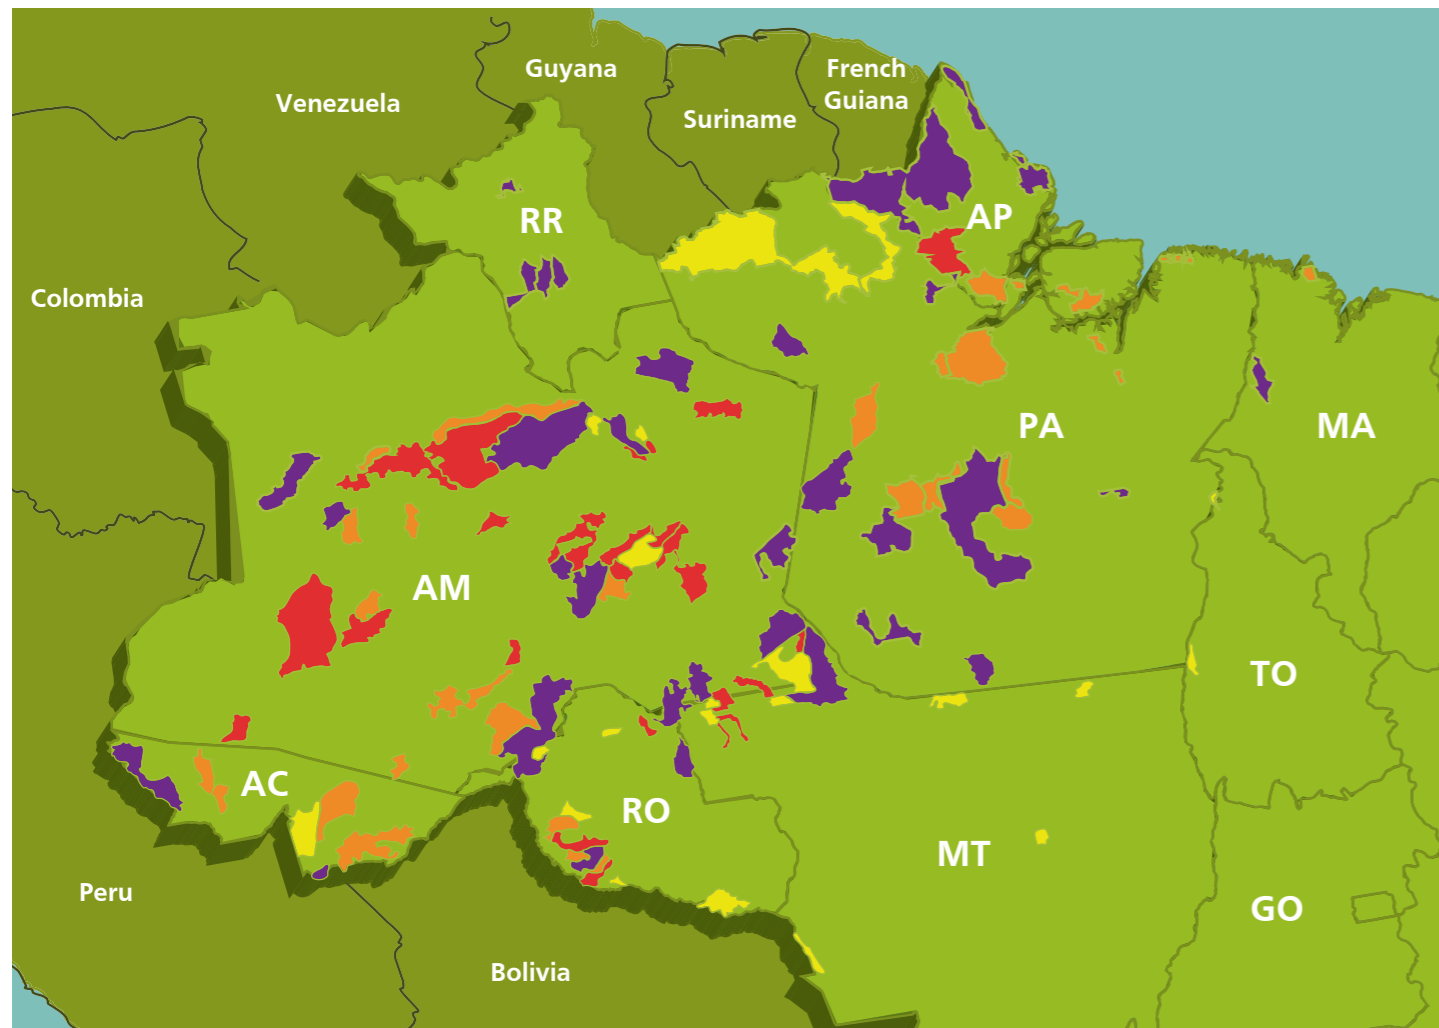 Guyana
French
Guiana
Venezuela
Suriname
RR
AP
Colombia
PA
MA
AM
TO
AC
RO
MT
Peru
GO
Bolivia